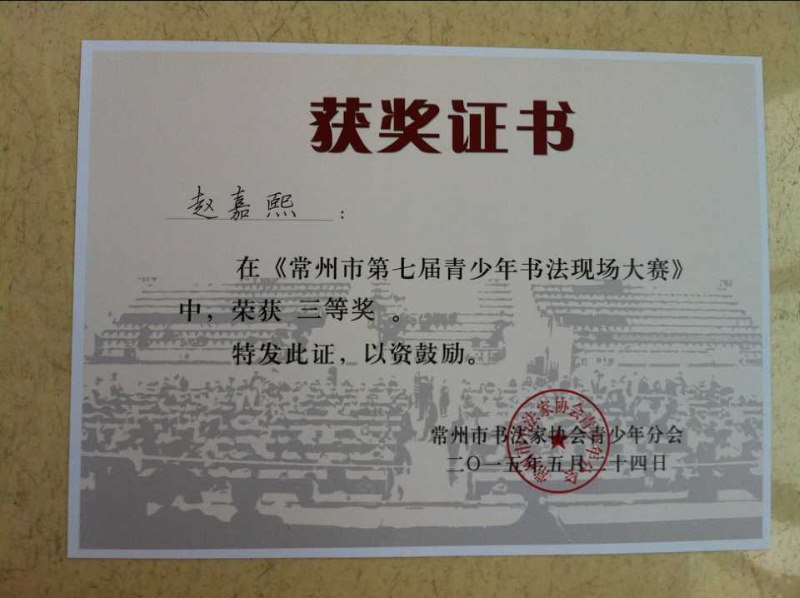 获奖证书
赵嘉熙：
在《常州市第七届青少年书法现场大赛》
中，荣获 三等奖 。
特发此证，以资鼓励。
常州市书法家协会青少年分会
二〇一五年五月二十四日